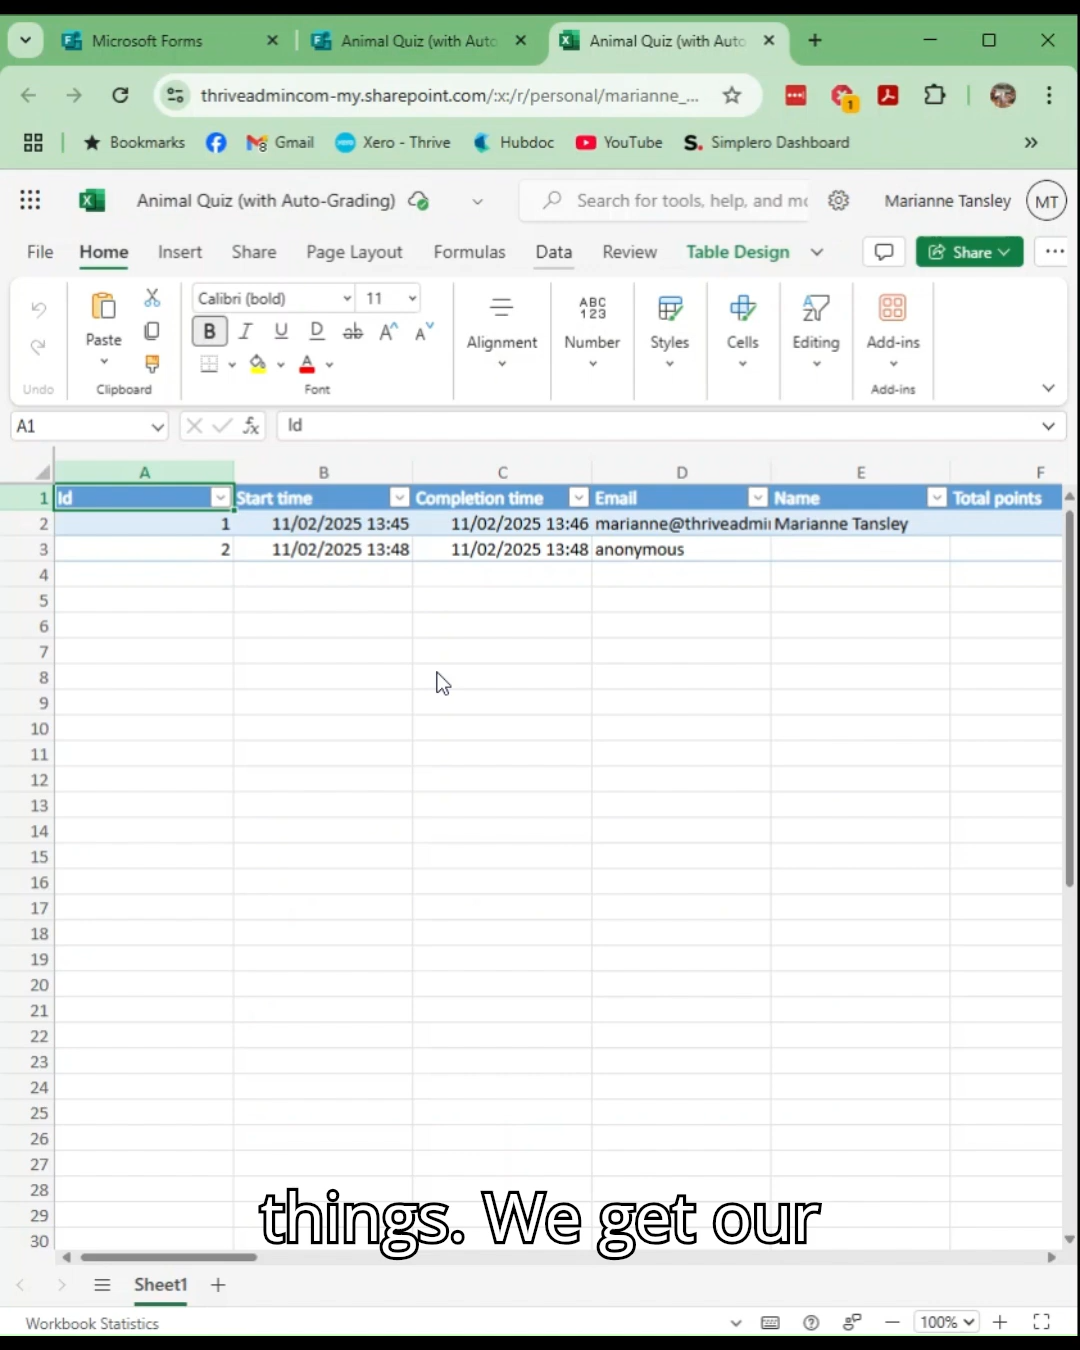 Microsoft Forms
Animal Quiz (with Auto
Animal Quiz (with Auto
thriveadmincom-my.sharepoint.com/:x:/r/personal/marianne_...
1
Bookmarks
Gmail
Xero - Thrive
Hubdoc
YouTube
S. Simplero Dashboard
Animal Quiz (with Auto-Grading)
Search for tools, help, and mo
Marianne Tansley
MT
File Home Insert Share Page Layout Formulas Data Review Table Design
Share
Undo
Paste
Clipboard
Calibri (bold) 11
B I U D ab A A
A
Font
Alignment
ABC
123
Number
Styles
Cells
Editing
Add-ins
Add-ins
A1 fx Id
A B C D E F
1 Id Start time Completion time Email Name Total points
2 1 11/02/2025 13:45 11/02/2025 13:46 marianne@thriveadmi Marianne Tansley
3 2 11/02/2025 13:48 11/02/2025 13:48 anonymous
4
5
6
7
8
9
10
11
12
13
14
15
16
17
18
19
20
21
22
23
24
25
26
27
28
29
30
things. We get our
Sheet1
Workbook Statistics
100%